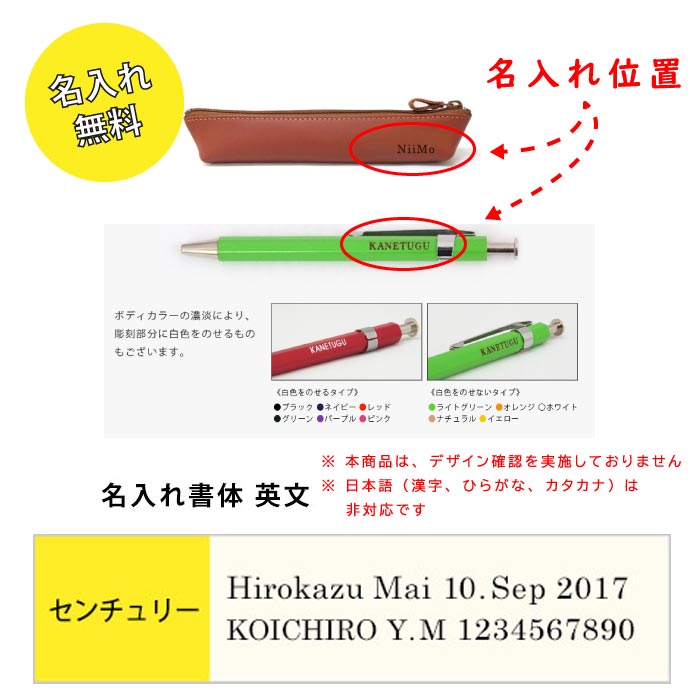 名入れ
無料
名入れ位置
NiiMo
KANETUGU
ボディカラーの濃淡により、
彫刻部分に白色をのせるもの
もございます。
KANETUGU
KANETUGU
《白色をのせるタイプ》
●ブラック ●ネイビー ●レッド
●グリーン ●パープル ●ピンク
《白色をのせないタイプ》
●ライトグリーン ●オレンジ ○ホワイト
●ナチュラル ●イエロー
※ 本商品は、デザイン確認を実施しておりません
※ 日本語（漢字、ひらがな、カタカナ）は
非対応です
名入れ書体 英文
センチュリー
Hirokazu Mai 10.Sep 2017
KOICHIRO Y.M 1234567890